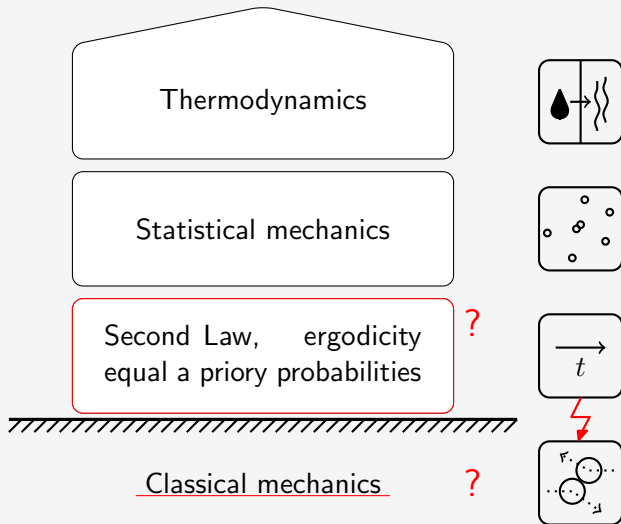 Thermodynamics
Statistical mechanics
Second Law, ergodicity
equal a priory probabilities
?
t
Classical mechanics
?